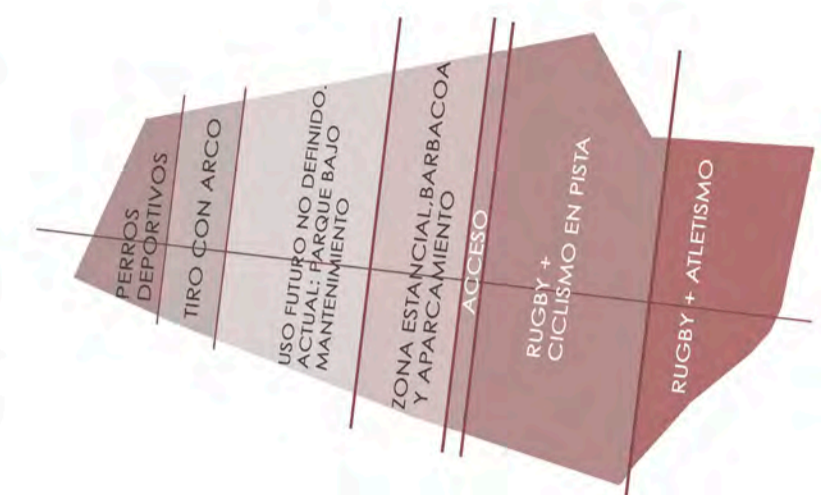 PERROS
DEPORTIVOS
TIRO CON ARCO
USO FUTURO NO DEFINIDO.
ACTUAL: PARQUE BAJO
MANTENIMIENTO
ZONA ESTANCIAL,BARBACOA
Y APARCAMIENTO
ACCESO
RUGBY +
CICLISMO EN PISTA
RUGBY + ATLETISMO